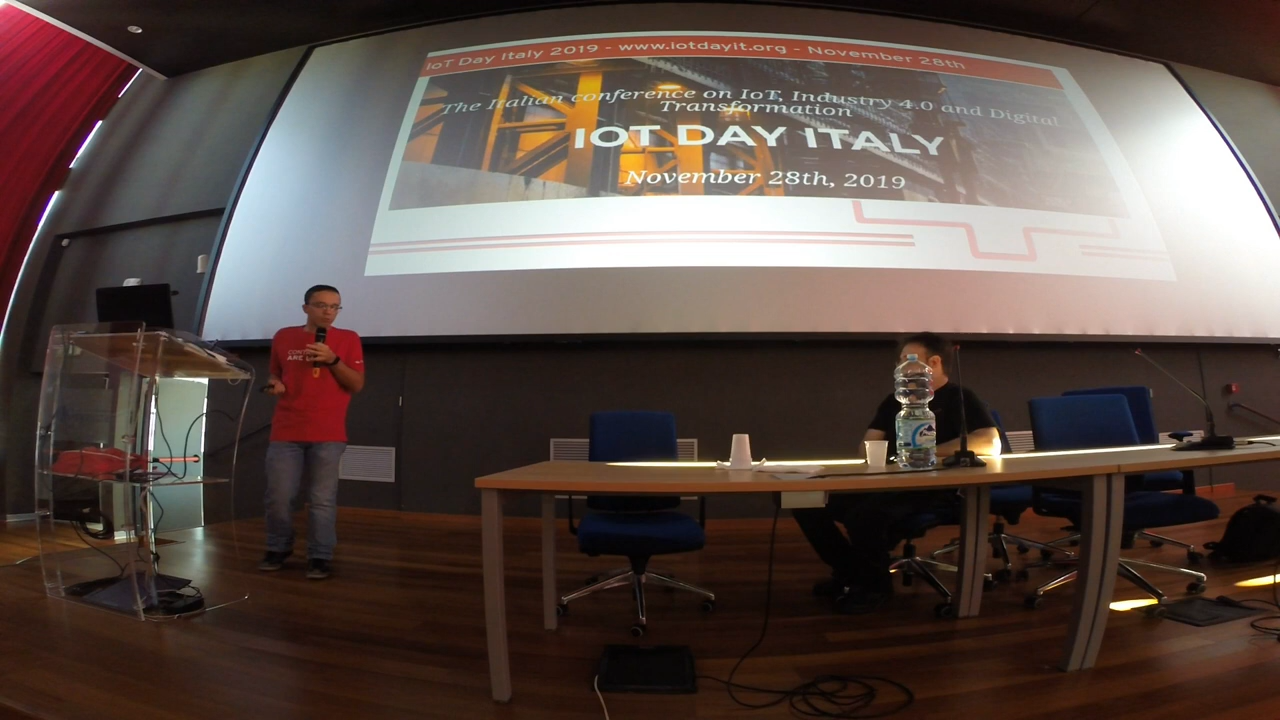 IoT Day Italy 2019 - www.iotdayit.org - November 28th
The Italian conference on IoT, Industry 4.0 and Digital
Transformation
IOT DAY ITALY
November 28th, 2019
ARE